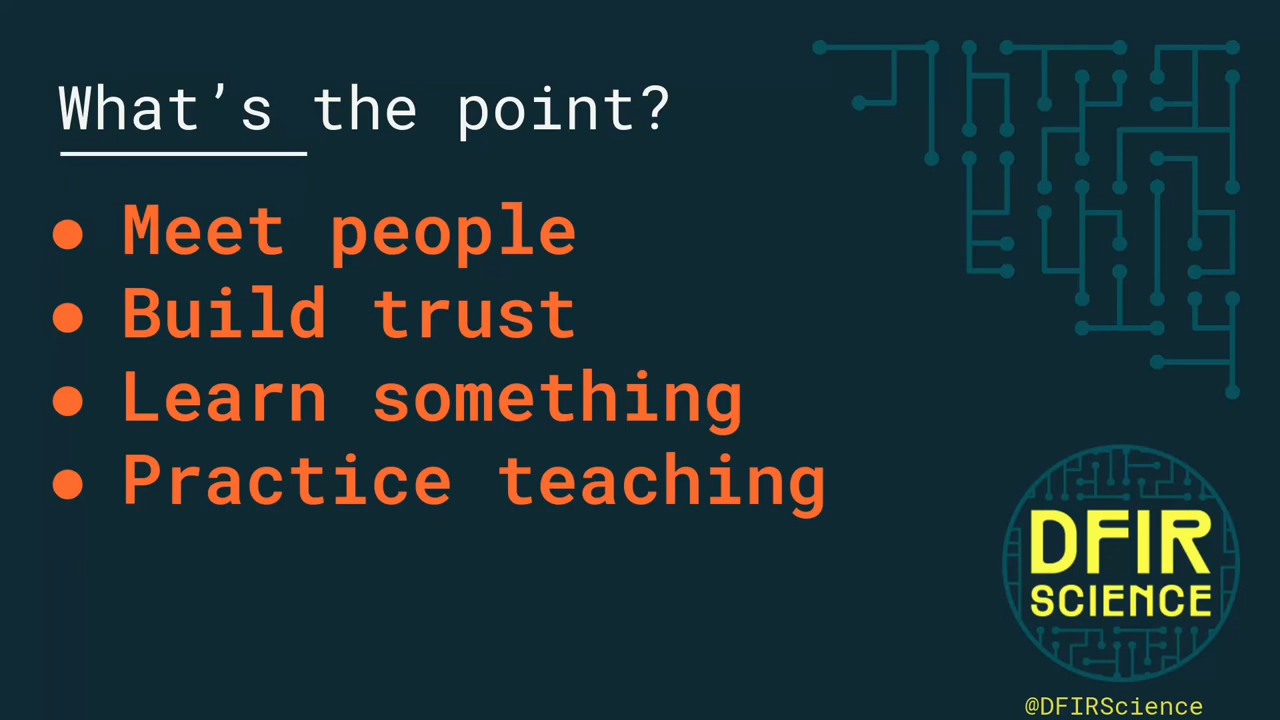 What’s the point?
● Meet people
● Build trust
● Learn something
● Practice teaching
DFIR
SCIENCE
@DFIRScience